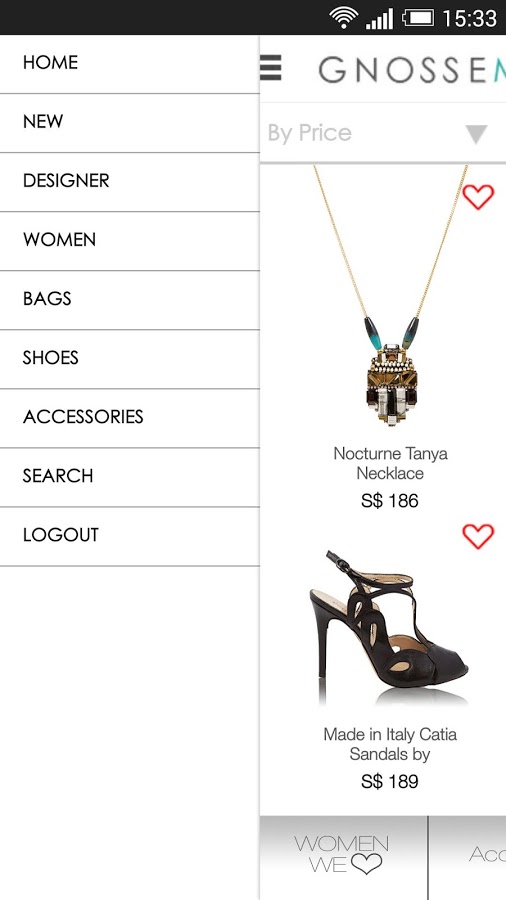 15:33
HOME
NEW
DESIGNER
WOMEN
BAGS
SHOES
ACCESSORIES
SEARCH
LOGOUT
GNOSSEM
By Price
Nocturne Tanya
Necklace
S$ 186
Made in Italy Catia
Sandals by
S$ 189
WOMEN
WE
Acc